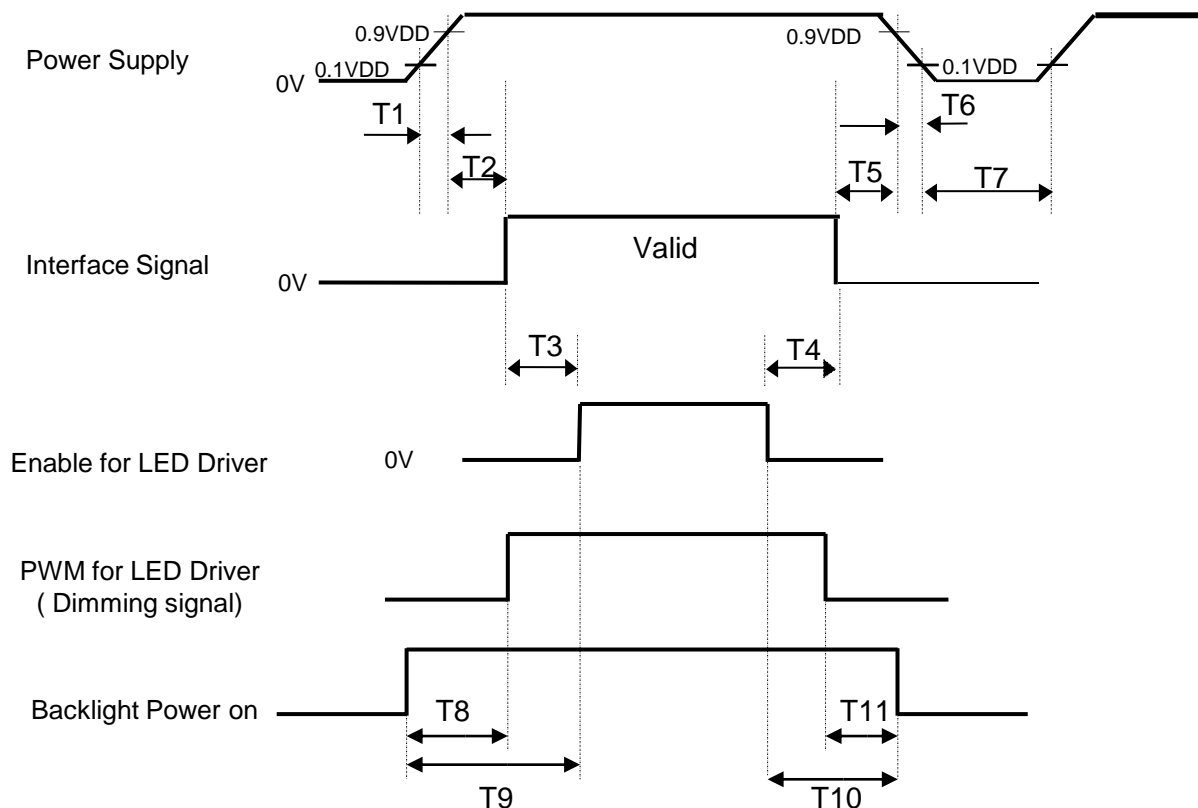 0.9VDD
0.9VDD
Power Supply
0.1VDD
0.1VDD
0V
T1
T6
T2
T5
T7
Valid
Interface Signal
0V
T3
T4
Enable for LED Driver
0V
PWM for LED Driver
( Dimming signal)
Backlight Power on
T8
T11
T9
T10